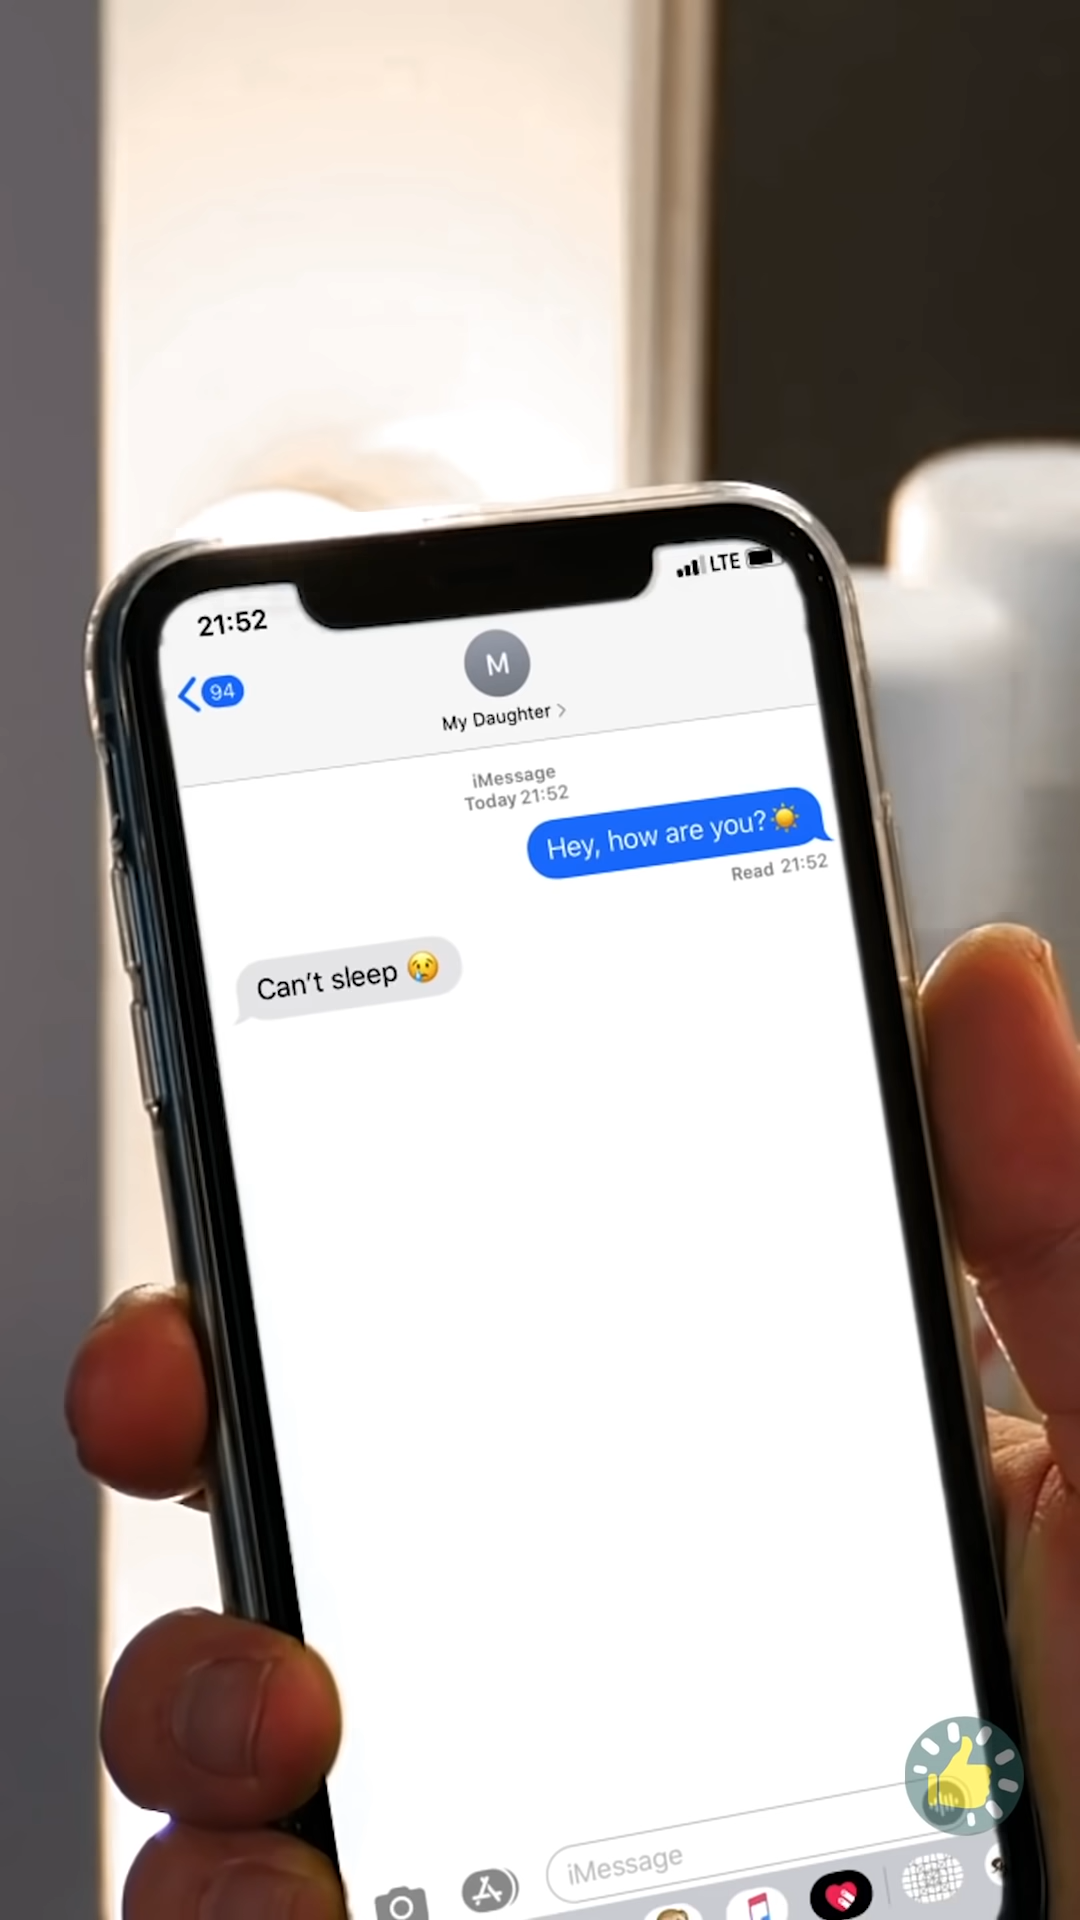 21:52
LTE
94
M
My Daughter
iMessage
Today 21:52
Hey, how are you?☀️
Read 21:52
Can't sleep 😢
iMessage